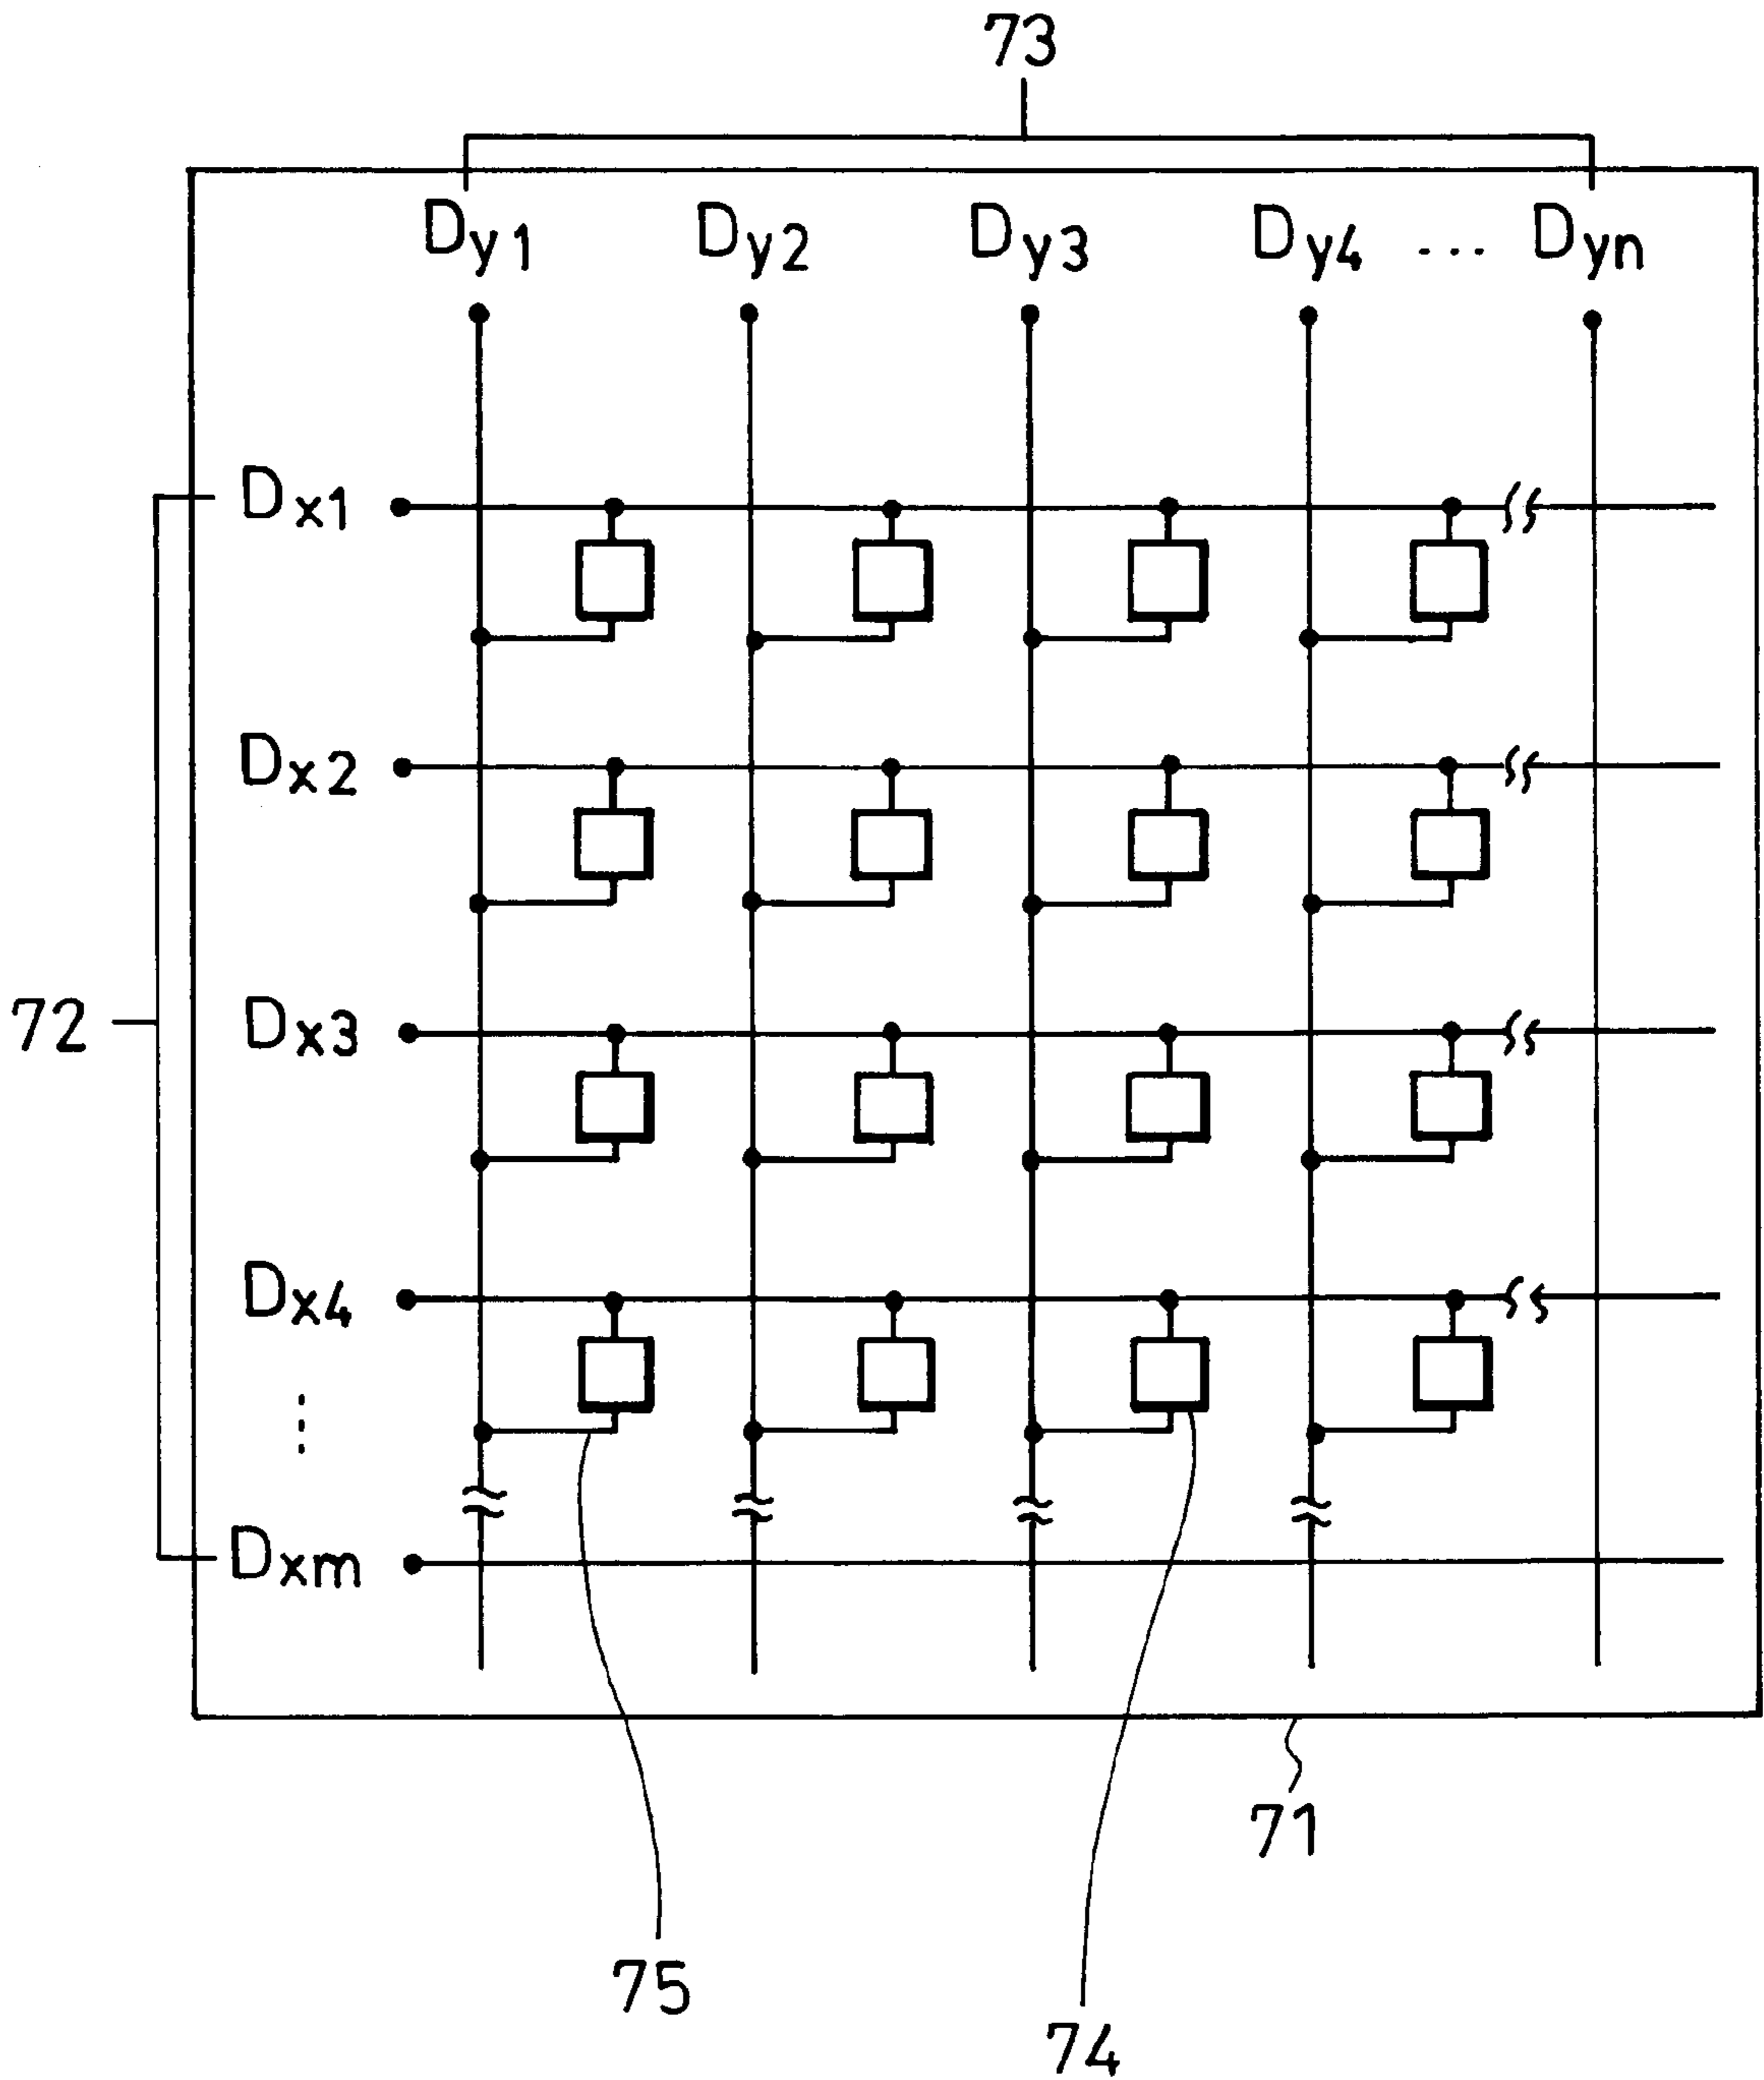 73
Dy1 Dy2 Dy3 Dy4 ... Dyn
Dx1
Dx2
72
Dx3
Dx4
⋮
Dxm
71
75
74